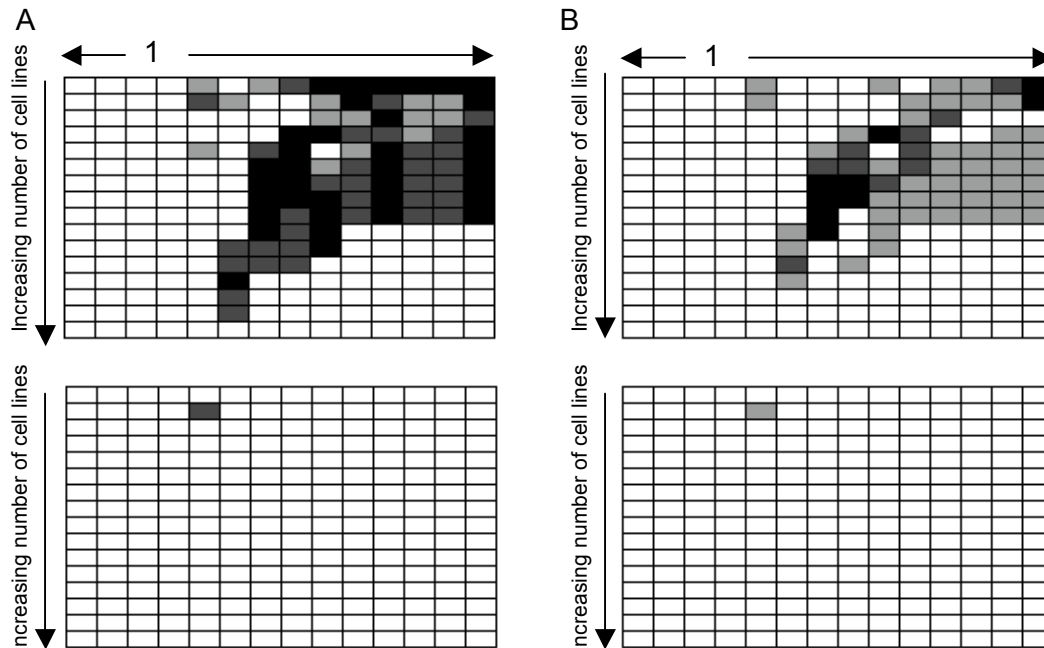 A
B
1
1
Increasing number of cell lines
Increasing number of cell lines
ncreasing number of cell lines
ncreasing number of cell lines